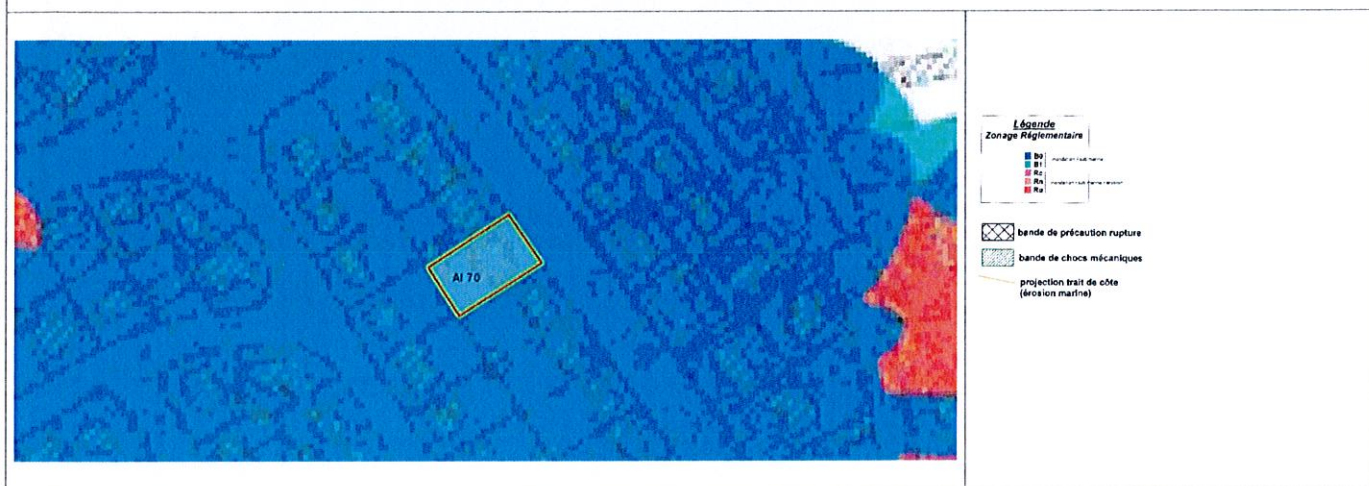 AI 70
Légende
Zonage Réglementaire
B0
B1
Rc
Rn
Ru
bande de précaution rupture
bande de chocs mécaniques
projection trait de côte
(érosion marine)